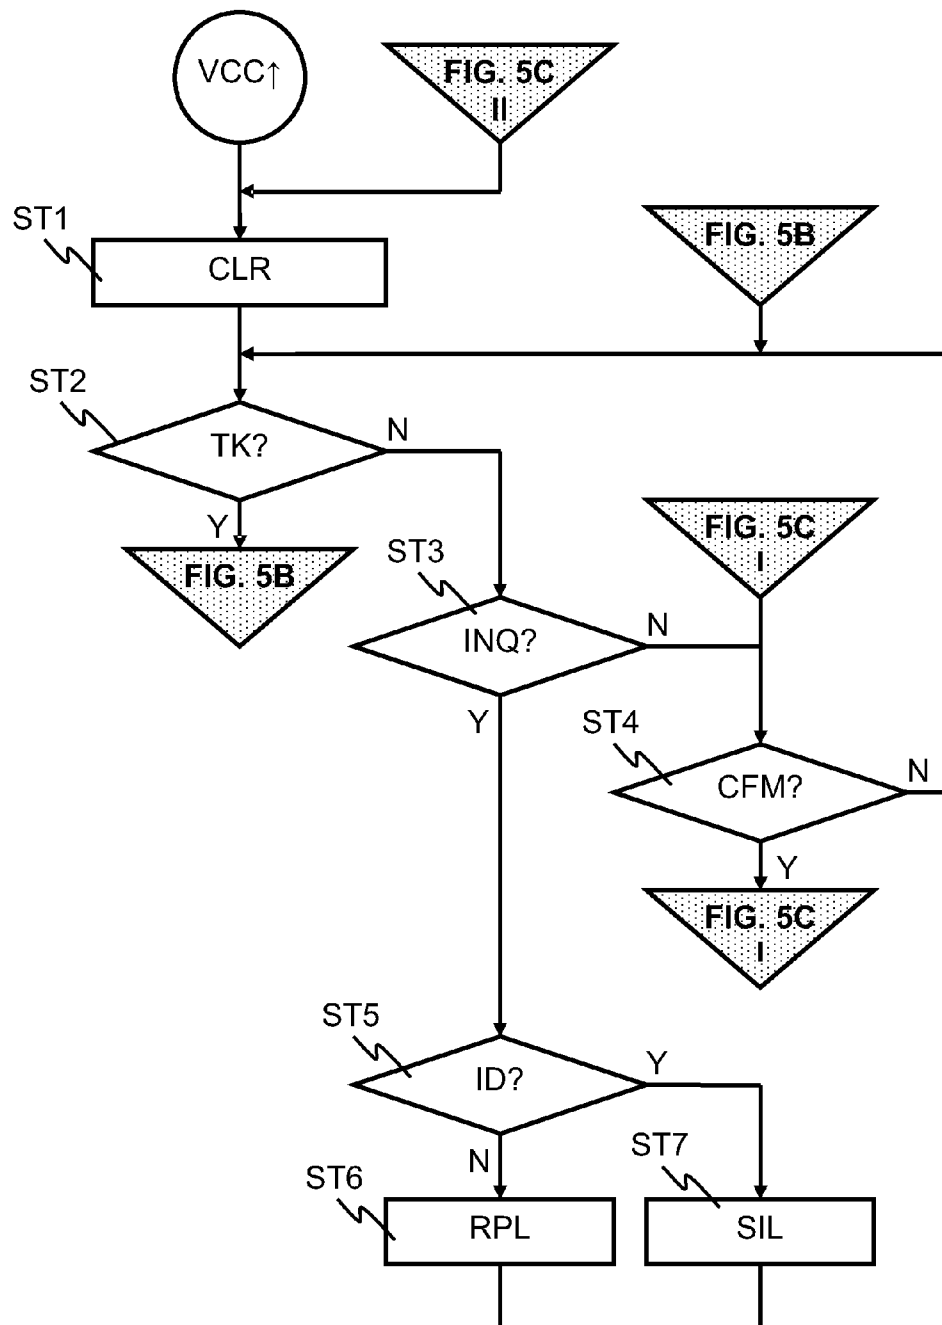 VCC↑
FIG. 5C
II
ST1
CLR
FIG. 5B
ST2
TK?
N
Y
FIG. 5B
FIG. 5C
I
ST3
INQ?
N
Y
ST4
CFM?
N
Y
FIG. 5C
I
ST5
ID?
Y
N
ST6
RPL
ST7
SIL